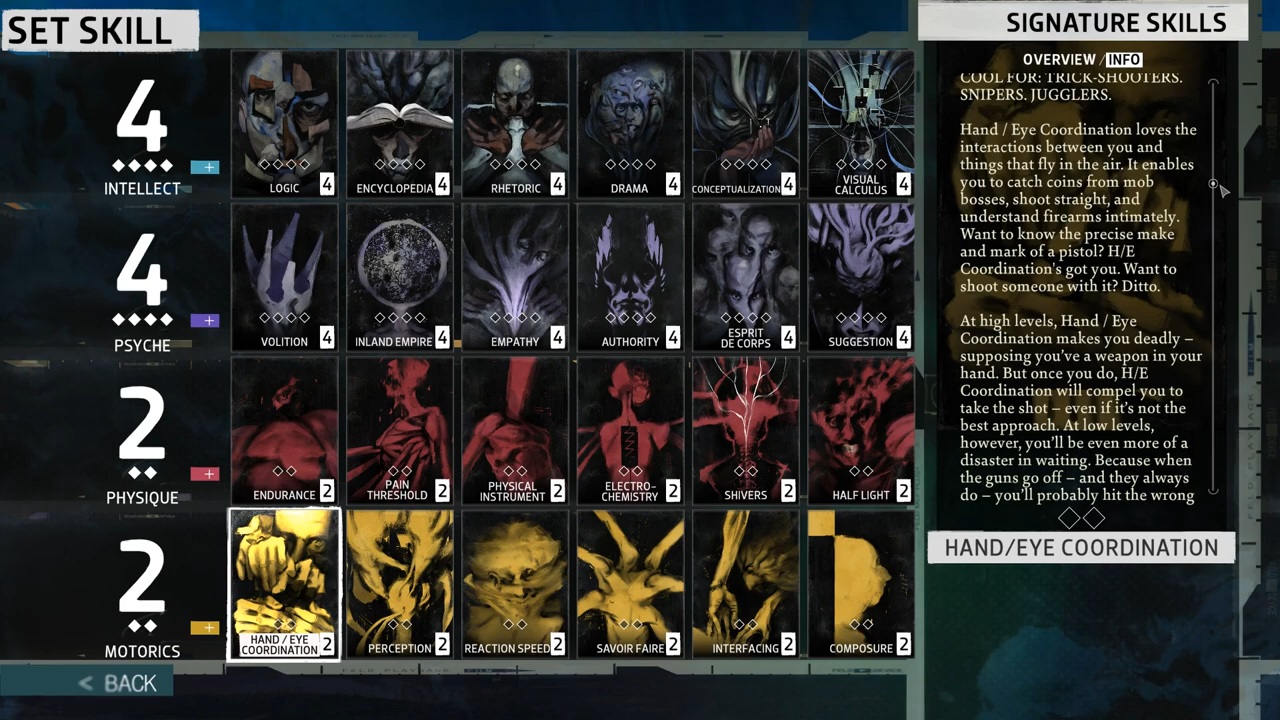 SET SKILL
SIGNATURE SKILLS
OVERVIEW / INFO
4
INTELLECT
+
LOGIC 4
ENCYCLOPEDIA 4
RHETORIC 4
DRAMA 4
CONCEPTUALIZATION 4
VISUAL
CALCULUS 4
4
PSYCHE
+
VOLITION 4
INLAND EMPIRE 4
EMPATHY 4
AUTHORITY 4
ESPRIT
DE CORPS 4
SUGGESTION 4
2
PHYSIQUE
+
ENDURANCE 2
PAIN
THRESHOLD 2
PHYSICAL
INSTRUMENT 2
ELECTRO-
CHEMISTRY 2
SHIVERS 2
HALF LIGHT 2
2
MOTORICS
+
HAND / EYE
COORDINATION 2
PERCEPTION 2
REACTION SPEED 2
SAVOIR FAIRE 2
INTERFACING 2
COMPOSURE 2
< BACK
COOL FOR: TRICK-SHOOTERS.
SNIPERS. JUGGLERS.
Hand / Eye Coordination loves the
interactions between you and
things that fly in the air. It enables
you to catch coins from mob
bosses, shoot straight, and
understand firearms intimately.
Want to know the precise make
and mark of a pistol? H/E
Coordination's got you. Want to
shoot someone with it? Ditto.
At high levels, Hand / Eye
Coordination makes you deadly –
supposing you've a weapon in your
hand. But once you do, H/E
Coordination will compel you to
take the shot – even if it's not the
best approach. At low levels,
however, you'll be even more of a
disaster in waiting. Because when
the guns go off – and they always
do – you'll probably hit the wrong
HAND/EYE COORDINATION